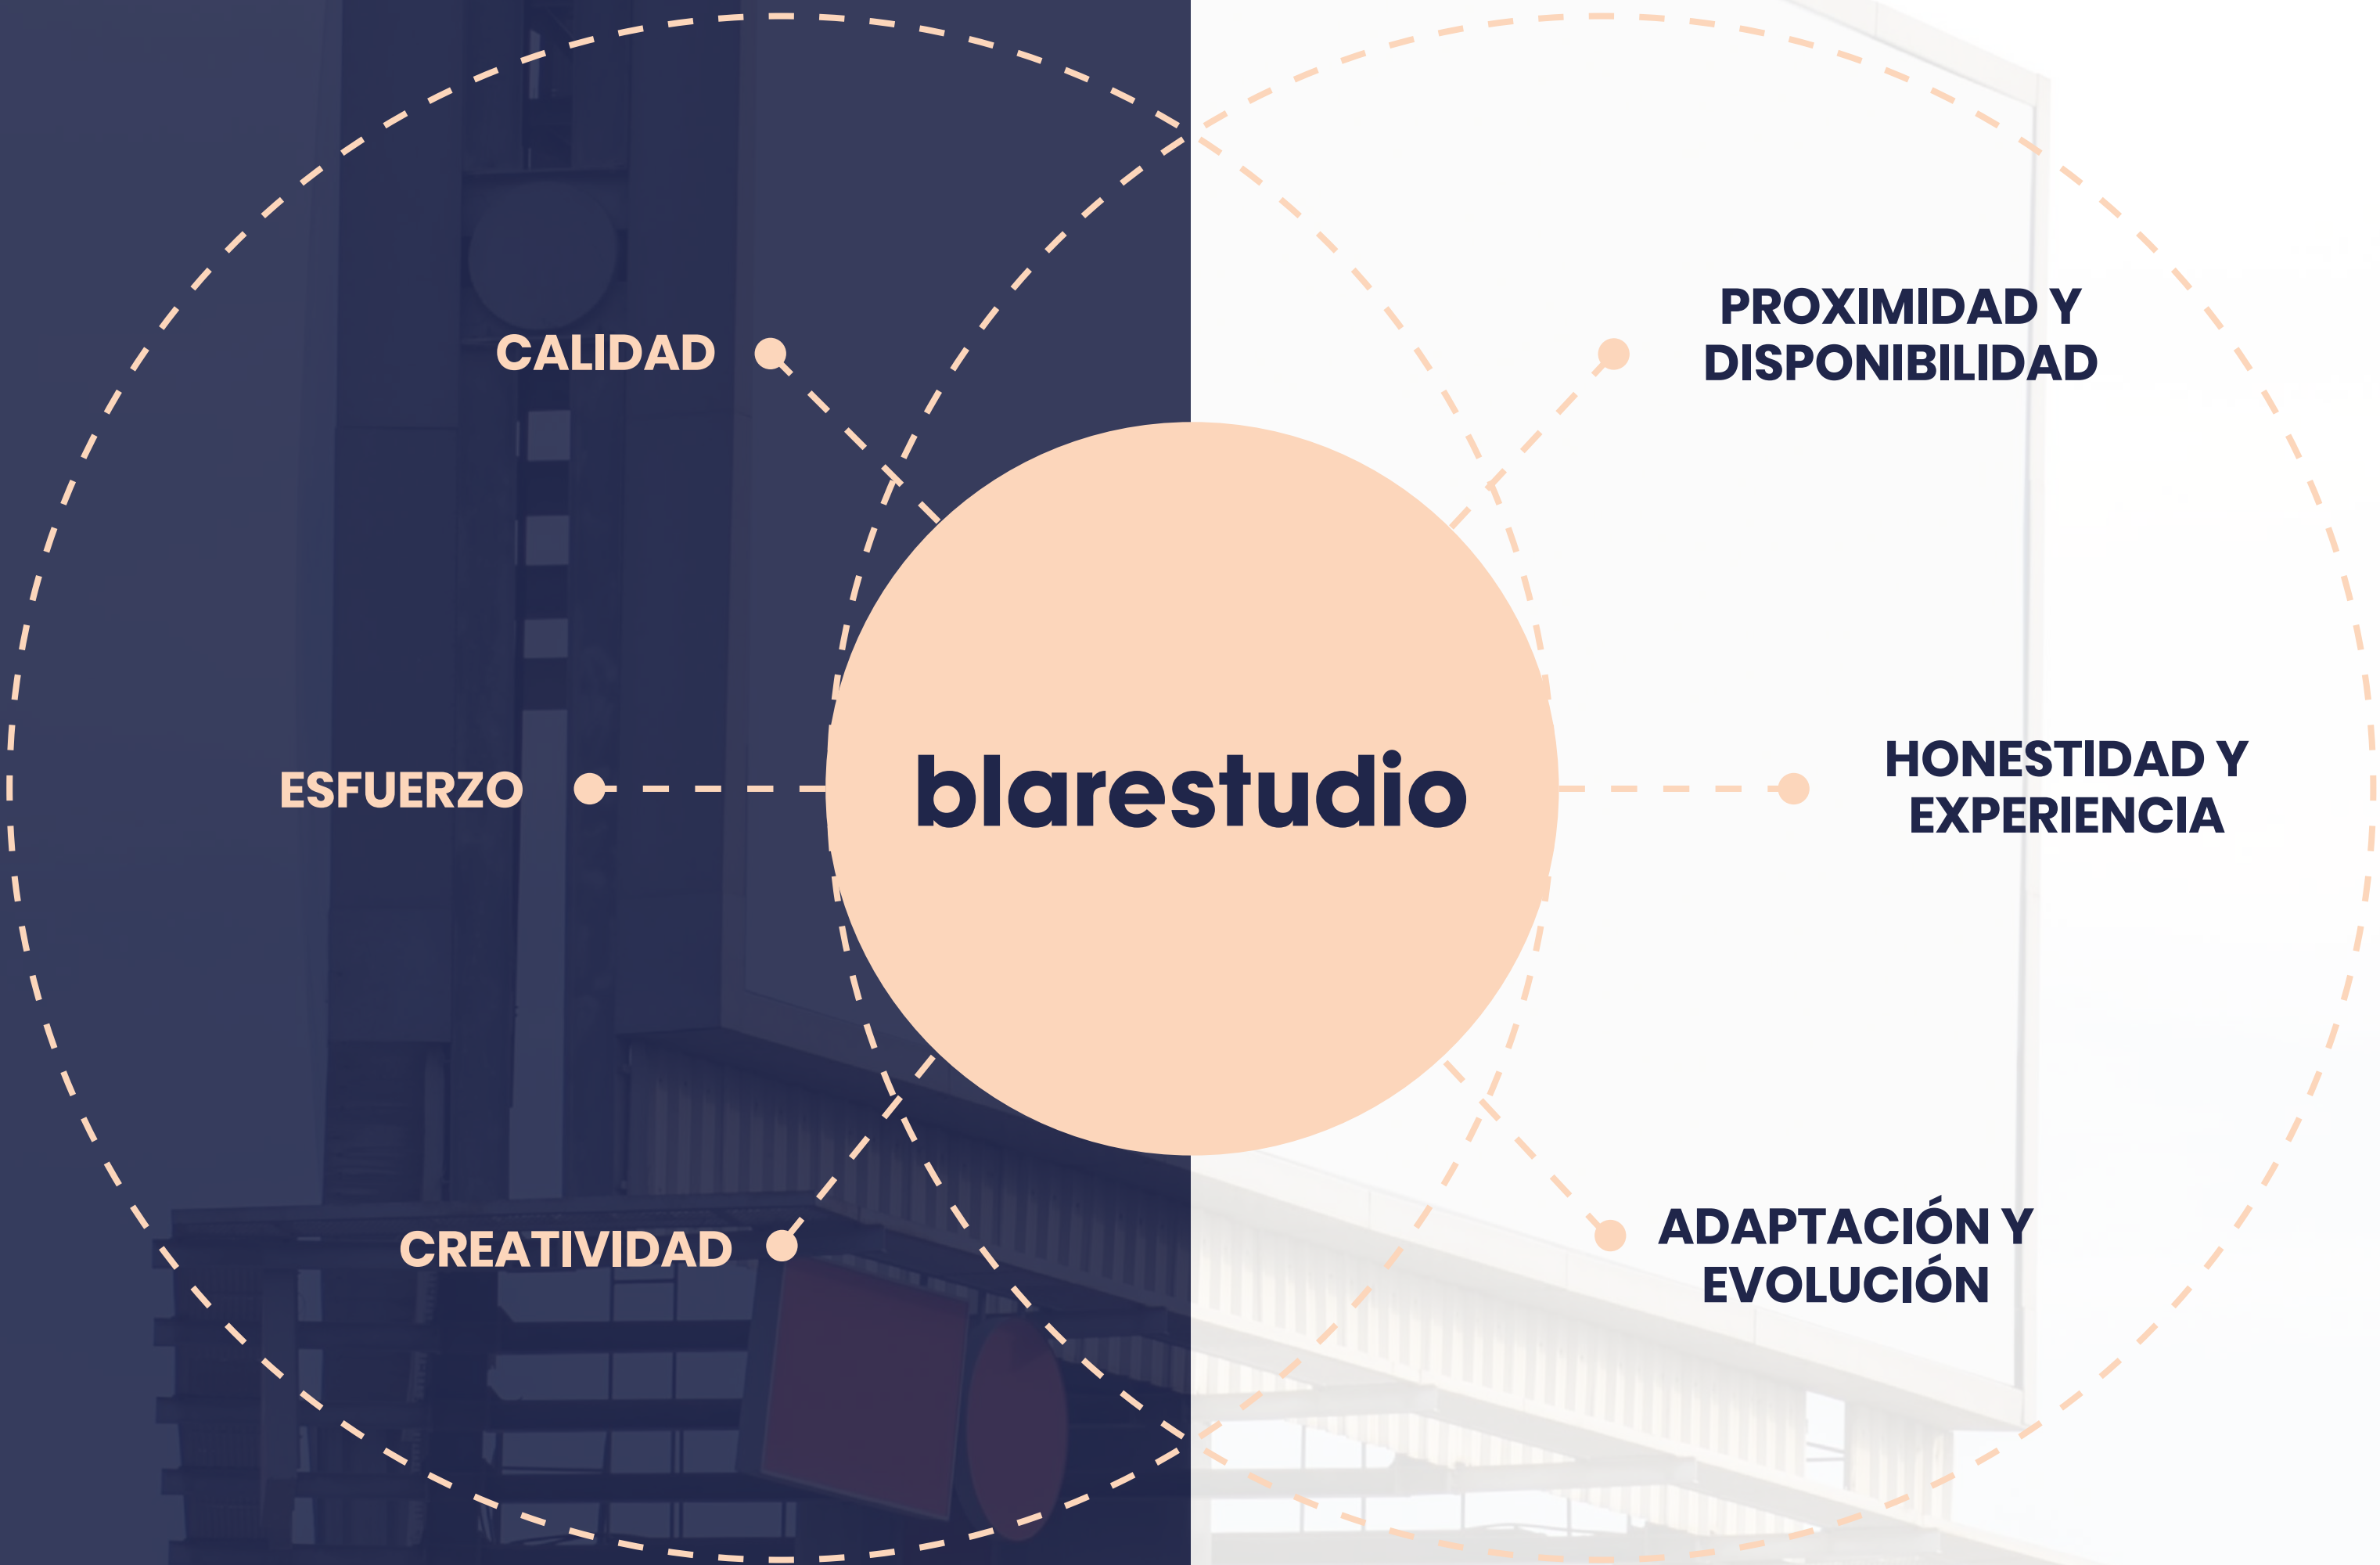 CALIDAD
ESFUERZO
CREATIVIDAD
blarestudio
PROXIMIDAD Y
DISPONIBILIDAD
HONESTIDAD Y
EXPERIENCIA
ADAPTACIÓN Y
EVOLUCIÓN